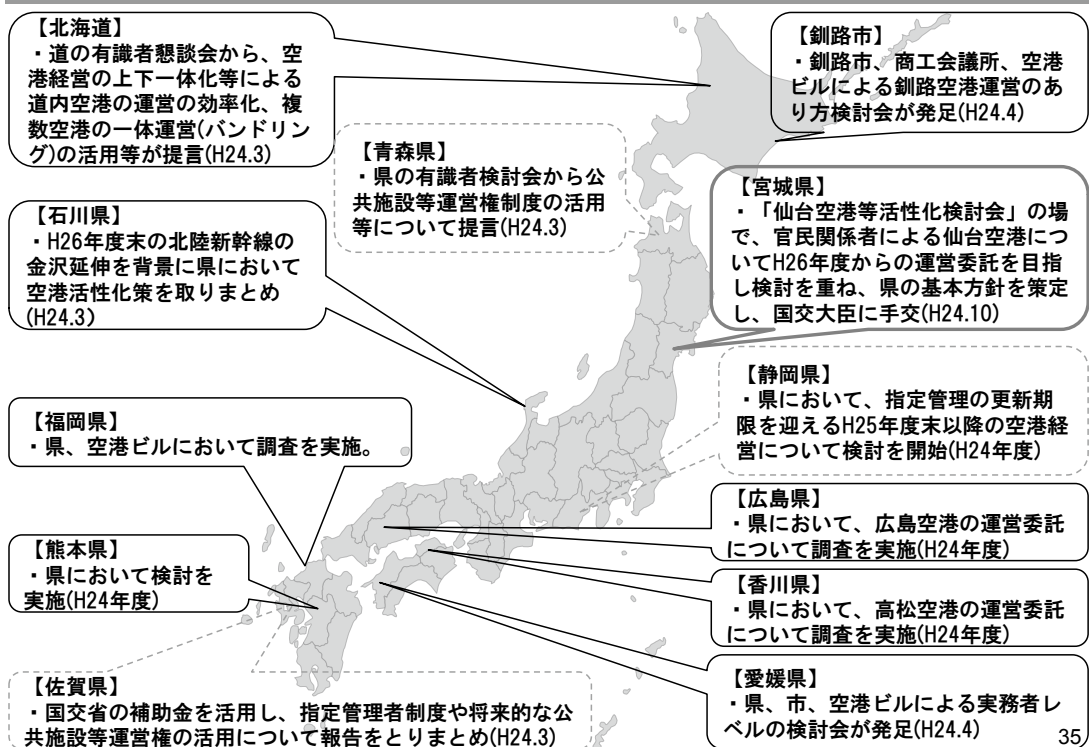 【北海道】
・道の有識者懇談会から、空
港経営の上下一体化等による
道内空港の運営の効率化、複
数空港の一体運営(バンドリン
グ)の活用等が提言(H24.3)
【釧路市】
・釧路市、商工会議所、空港
ビルによる釧路空港運営のあ
り方検討会が発足(H24.4)
【青森県】
・県の有識者検討会から公
共施設等運営権制度の活用
等について提言(H24.3)
【宮城県】
・「仙台空港等活性化検討会」の場
で、官民関係者による仙台空港につ
いてH26年度からの運営委託を目指
し検討を重ね、県の基本方針を策定
し、国交大臣に手交(H24.10)
【石川県】
・H26年度末の北陸新幹線の
金沢延伸を背景に県において
空港活性化策を取りまとめ
(H24.3)
【静岡県】
・県において、指定管理の更新期
限を迎えるH25年度末以降の空港経
営について検討を開始(H24年度)
【福岡県】
・県、空港ビルにおいて調査を実施。
【広島県】
・県において、広島空港の運営委託
について調査を実施(H24年度)
【熊本県】
・県において検討を
実施(H24年度)
【香川県】
・県において、高松空港の運営委託
について調査を実施(H24年度)
【佐賀県】
・国交省の補助金を活用し、指定管理者制度や将来的な公
共施設等運営権の活用について報告をとりまとめ(H24.3)
【愛媛県】
・県、市、空港ビルによる実務者レ
ベルの検討会が発足(H24.4)
35